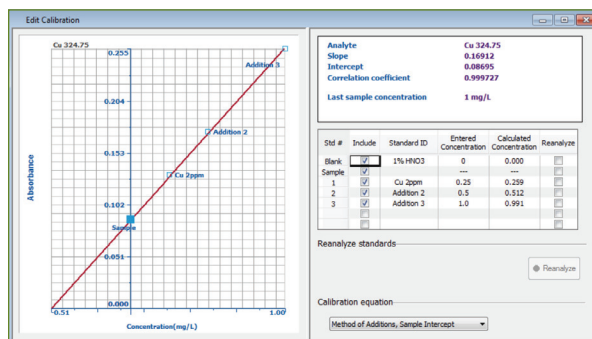 Edit Calibration
Cu 324.75
0.255
Addition 3
0.204
Addition 2
0.153
Cu 2ppm
0.102
Sample
0.051
0.000
-0.51
1.00
Absorbance
Concentration(mg/L)
Analyte Cu 324.75
Slope 0.16912
Intercept 0.08695
Correlation coefficient 0.999727
Last sample concentration 1 mg/L
Std # Include Standard ID Entered Concentration Calculated Concentration Reanalyze
Blank 1% HNO3 0 0.000
Sample --- ---
1 Cu 2ppm 0.25 0.259
2 Addition 2 0.5 0.512
3 Addition 3 1.0 0.991
Reanalyze standards
Reanalyze
Calibration equation
Method of Additions, Sample Intercept